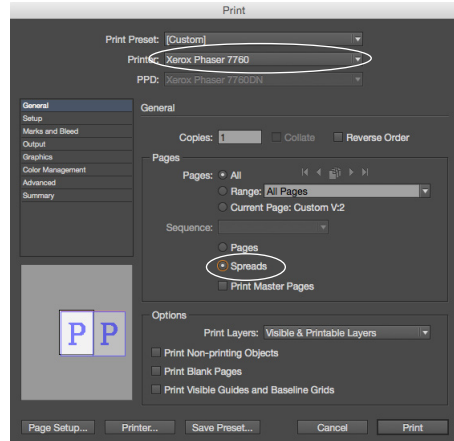 Print
Print Preset: [Custom]
Printer: Xerox Phaser 7760
PPD: Xerox Phaser 7760DN
General
Setup
Marks and Bleed
Output
Graphics
Color Management
Advanced
Summary
General
Copies: 1 Collate Reverse Order
Pages
Pages: All
Range: All Pages
Current Page: Custom V:2
Sequence:
Pages
Spreads
Print Master Pages
P P
Options
Print Layers: Visible & Printable Layers
Print Non-printing Objects
Print Blank Pages
Print Visible Guides and Baseline Grids
Page Setup... Printer... Save Preset... Cancel Print